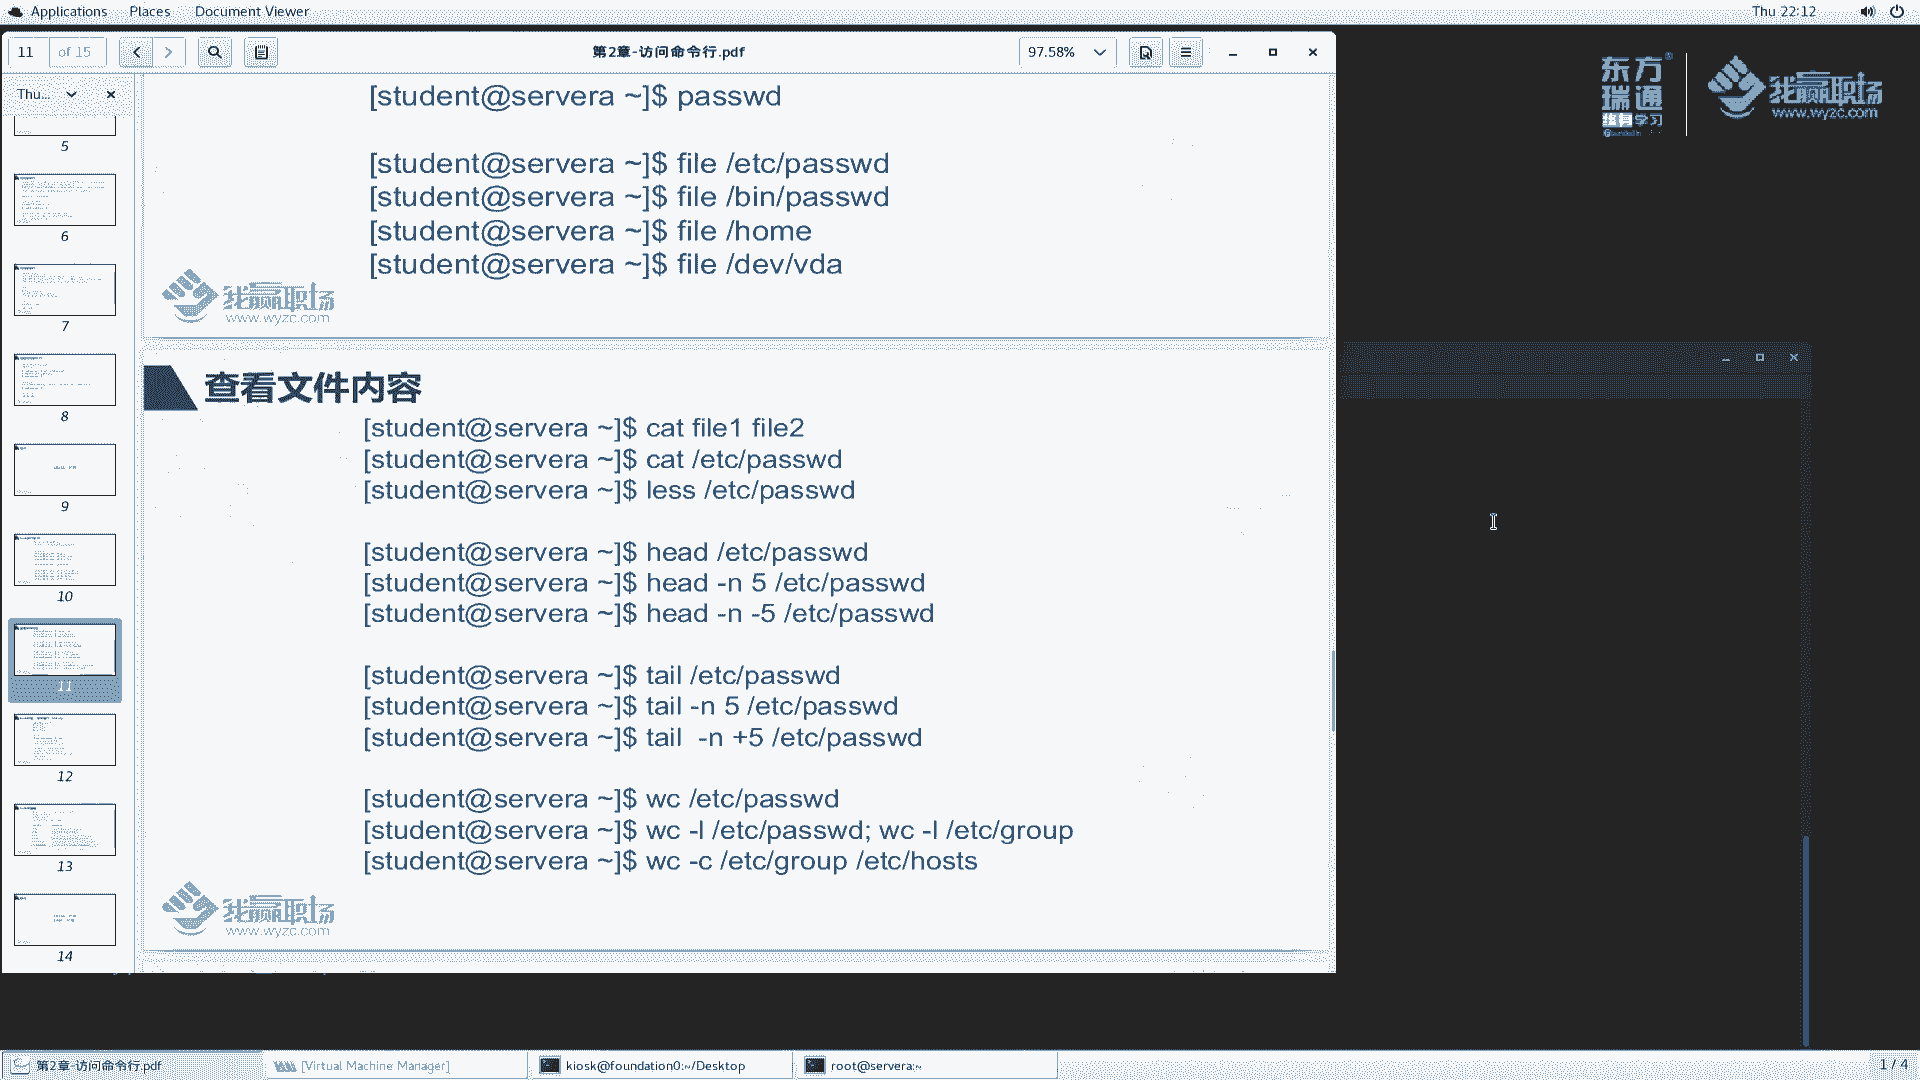 Applications Places Document Viewer Thu 22:12
11 of 15 第2章-访问命令行.pdf 97.58%
Thu...
5
6
7
8
9
10
11
12
13
14
[student@servera ~]$ passwd
[student@servera ~]$ file /etc/passwd
[student@servera ~]$ file /bin/passwd
[student@servera ~]$ file /home
[student@servera ~]$ file /dev/vda
我赢职场
www.wyzc.com
查看文件内容
[student@servera ~]$ cat file1 file2
[student@servera ~]$ cat /etc/passwd
[student@servera ~]$ less /etc/passwd
[student@servera ~]$ head /etc/passwd
[student@servera ~]$ head -n 5 /etc/passwd
[student@servera ~]$ head -n -5 /etc/passwd
[student@servera ~]$ tail /etc/passwd
[student@servera ~]$ tail -n 5 /etc/passwd
[student@servera ~]$ tail  -n +5 /etc/passwd
[student@servera ~]$ wc /etc/passwd
[student@servera ~]$ wc -l /etc/passwd; wc -l /etc/group
[student@servera ~]$ wc -c /etc/group /etc/hosts
我赢职场
www.wyzc.com
东方
瑞通
终身学习
我赢职场
www.wyzc.com
第2章-访问命令行.pdf [Virtual Machine Manager] kiosk@foundation0:~/Desktop root@servera:~ 1 / 4